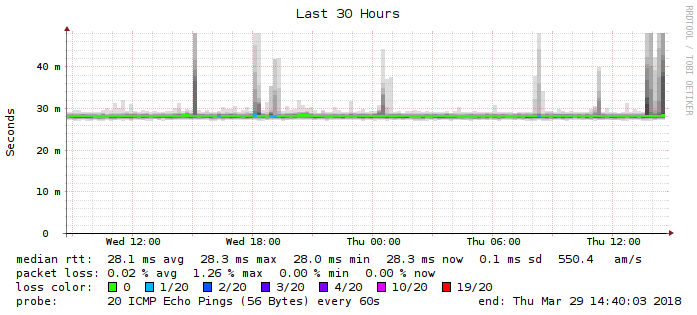 Last 30 Hours
RRDTOOL / TOBI OETIKER
Seconds
40 m
30 m
20 m
10 m
0
Wed 12:00 Wed 18:00 Thu 00:00 Thu 06:00 Thu 12:00
median rtt: 28.1 ms avg 28.3 ms max 28.0 ms min 28.3 ms now 0.1 ms sd 550.4 am/s
packet loss: 0.02 % avg 1.26 % max 0.00 % min 0.00 % now
loss color: 0 1/20 2/20 3/20 4/20 10/20 19/20
probe: 20 ICMP Echo Pings (56 Bytes) every 60s end: Thu Mar 29 14:40:03 2018